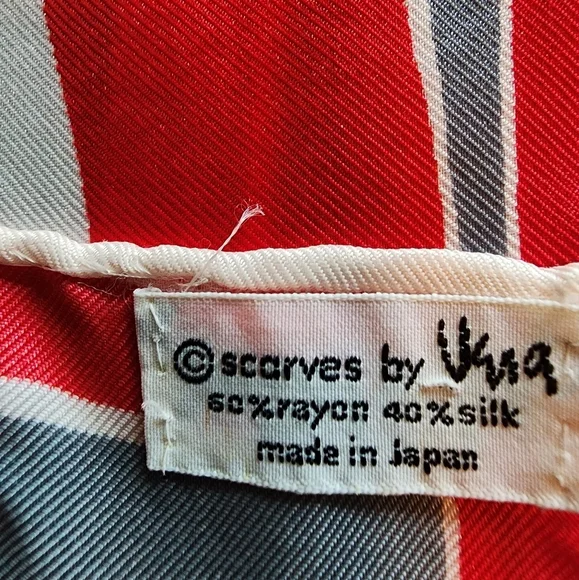 © scarves by Vera
60% rayon 40% silk
made in Japan